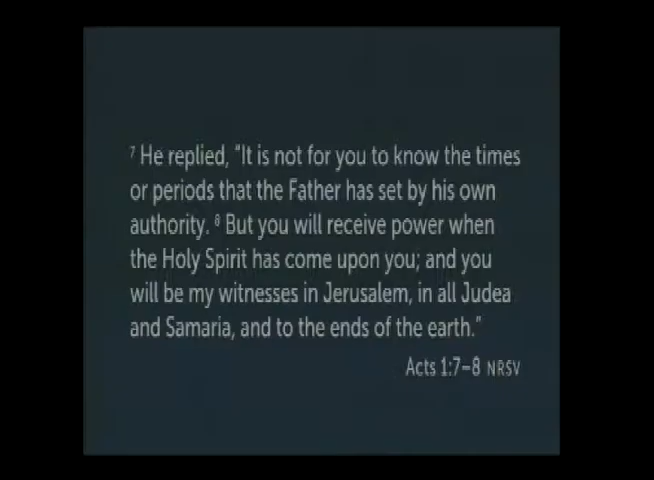 ⁷ He replied, “It is not for you to know the times
or periods that the Father has set by his own
authority. ⁸ But you will receive power when
the Holy Spirit has come upon you; and you
will be my witnesses in Jerusalem, in all Judea
and Samaria, and to the ends of the earth.”
Acts 1:7–8 NRSV